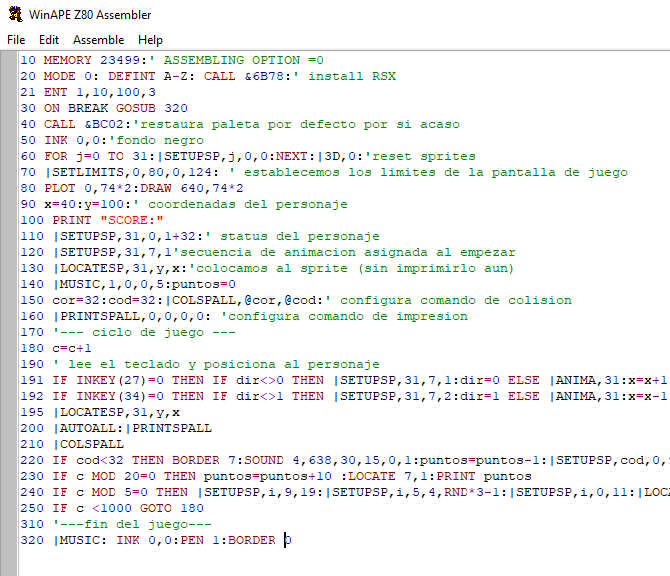 WinAPE Z80 Assembler
File Edit Assemble Help
10 MEMORY 23499:' ASSEMBLING OPTION =0
20 MODE 0: DEFINT A-Z: CALL &6B78:' install RSX
21 ENT 1,10,100,3
30 ON BREAK GOSUB 320
40 CALL &BC02:'restaura paleta por defecto por si acaso
50 INK 0,0:'fondo negro
60 FOR j=0 TO 31:|SETUPSP,j,0,0:NEXT:|3D,0:'reset sprites
70 |SETLIMITS,0,80,0,124: ' establecemos los limites de la pantalla de juego
80 PLOT 0,74*2:DRAW 640,74*2
90 x=40:y=100:' coordenadas del personaje
100 PRINT "SCORE:"
110 |SETUPSP,31,0,1+32:' status del personaje
120 |SETUPSP,31,7,1'secuencia de animacion asignada al empezar
130 |LOCATESP,31,y,x:'colocamos al sprite (sin imprimirlo aun)
140 |MUSIC,1,0,0,5:puntos=0
150 cor=32:cod=32:|COLSPALL,@cor,@cod:' configura comando de colision
160 |PRINTSPALL,0,0,0,0: 'configura comando de impresion
170 '--- ciclo de juego ---
180 c=c+1
190 ' lee el teclado y posiciona al personaje
191 IF INKEY(27)=0 THEN IF dir<>0 THEN |SETUPSP,31,7,1:dir=0 ELSE |ANIMA,31:x=x+1
192 IF INKEY(34)=0 THEN IF dir<>1 THEN |SETUPSP,31,7,2:dir=1 ELSE |ANIMA,31:x=x-1
195 |LOCATESP,31,y,x
200 |AUTOALL:|PRINTSPALL
210 |COLSPALL
220 IF cod<32 THEN BORDER 7:SOUND 4,638,30,15,0,1:puntos=puntos-1:|SETUPSP,cod,0,
230 IF c MOD 20=0 THEN puntos=puntos+10 :LOCATE 7,1:PRINT puntos
240 IF c MOD 5=0 THEN |SETUPSP,i,9,19:|SETUPSP,i,5,4,RND*3-1:|SETUPSP,i,0,11:|LOC
250 IF c <1000 GOTO 180
310 '---fin del juego---
320 |MUSIC: INK 0,0:PEN 1:BORDER 0